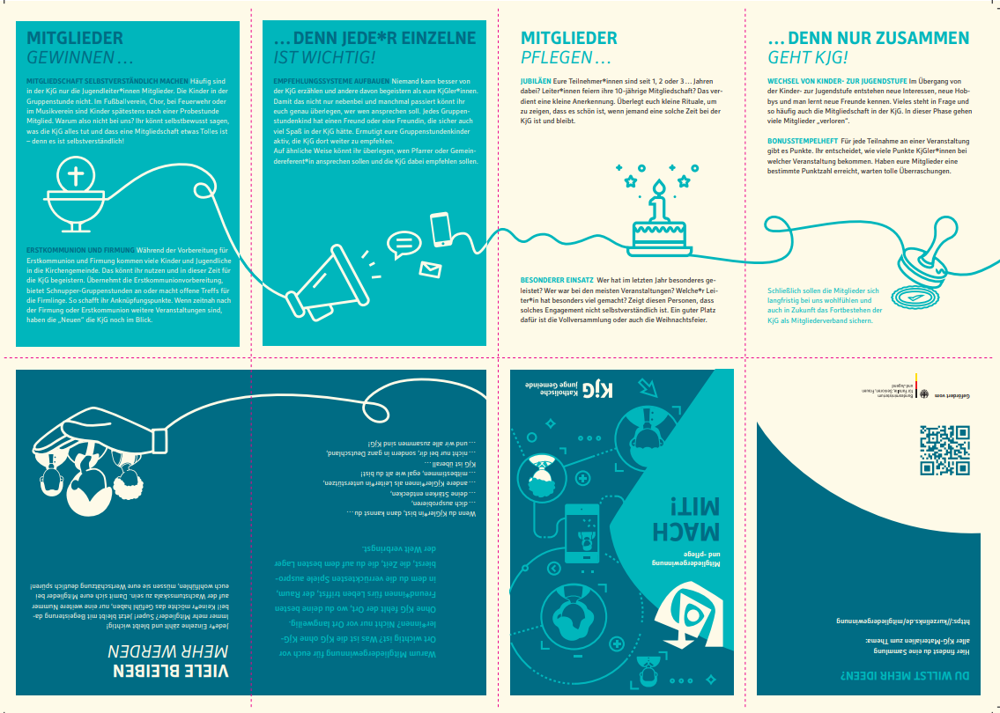 MITGLIEDER
GEWINNEN …
MITGLIEDSCHAFT SELBSTVERSTÄNDLICH MACHEN Häufig sind
in der KjG nur die Jugendleiter*innen Mitglieder. Die Kinder in der
Gruppenstunde nicht. Im Fußballverein, Chor, bei Feuerwehr oder
im Musikverein sind Kinder spätestens nach einer Probestunde
Mitglied. Warum also nicht bei uns? Ihr könnt selbstbewusst sagen,
was die KjG alles tut und dass eine Mitgliedschaft etwas Tolles ist
– denn es ist selbstverständlich!
ERSTKOMMUNION UND FIRMUNG Während der Vorbereitung für
Erstkommunion und Firmung kommen viele Kinder und Jugendliche
in die Kirchengemeinde. Das könnt ihr nutzen und in dieser Zeit für
die KjG begeistern. Übernehmt die Erstkommunionvorbereitung,
bietet Schnupper-Gruppenstunden an oder macht offene Treffs für
die Firmlinge. So schafft ihr Anknüpfungspunkte. Wenn zeitnah nach
der Firmung oder Erstkommunion weitere Veranstaltungen sind,
haben die „Neuen“ die KjG noch im Blick.
… DENN JEDE*R EINZELNE
IST WICHTIG!
EMPFEHLUNGSSYSTEME AUFBAUEN Niemand kann besser von
der KjG erzählen und andere davon begeistern als eure KjGler*innen.
Damit das nicht nur nebenbei und manchmal passiert könnt ihr
euch genau überlegen, wer wen ansprechen soll. Jedes Gruppen-
stundenkind hat einen Freund oder eine Freundin, die sicher auch
viel Spaß in der KjG hätte. Ermutigt eure Gruppenstundenkinder
aktiv, die KjG dort weiter zu empfehlen.
Auf ähnliche Weise könnt ihr überlegen, wen Pfarrer oder Gemein-
dereferent*in ansprechen sollen und die KjG dabei empfehlen sollen.
MITGLIEDER
PFLEGEN …
JUBILÄEN Eure Teilnehmer*innen sind seit 1, 2 oder 3 … Jahren
dabei? Leiter*innen feiern ihre 10-jährige Mitgliedschaft? Das ver-
dient eine kleine Anerkennung. Überlegt euch kleine Rituale, um
zu zeigen, dass es schön ist, wenn jemand eine solche Zeit bei der
KjG ist und bleibt.
1
BESONDERER EINSATZ Wer hat im letzten Jahr besonderes ge-
leistet? Wer war bei den meisten Veranstaltungen? Welche*r Lei-
ter*in hat besonders viel gemacht? Zeigt diesen Personen, dass
solches Engagement nicht selbstverständlich ist. Ein guter Platz
dafür ist die Vollversammlung oder auch die Weihnachtsfeier.
… DENN NUR ZUSAMMEN
GEHT KJG!
WECHSEL VON KINDER- ZUR JUGENDSTUFE Im Übergang von
der Kinder- zur Jugendstufe entstehen neue Interessen, neue Hob-
bys und man lernt neue Freunde kennen. Vieles steht in Frage und
so häufig auch die Mitgliedschaft in der KjG. In dieser Phase gehen
viele Mitglieder „verloren“.
BONUSSTEMPELHEFT Für jede Teilnahme an einer Veranstaltung
gibt es Punkte. Ihr entscheidet, wie viele Punkte KjGler*innen bei
welcher Veranstaltung bekommen. Haben eure Mitglieder eine
bestimmte Punktzahl erreicht, warten tolle Überraschungen.
Schließlich sollen die Mitglieder sich
langfristig bei uns wohlfühlen und
auch in Zukunft das Fortbestehen der
KjG als Mitgliederverband sichern.
DU WILLST MEHR IDEEN?
Hier findest du eine Sammlung
aller KjG-Materialien zum Thema:
https://kurzelinks.de/mitgliedergewinnung
Gefördert vom
Bundesministerium
für Familie, Senioren, Frauen
und Jugend
Mitgliedergewinnung
und -pflege
MACH
MIT!
KjG
Katholische
junge Gemeinde
Warum Mitgliedergewinnung für euch vor
Ort wichtig ist? Was ist die KjG ohne KjG-
ler*innen? Nicht nur vor Ort langweilig.
Ohne KjG fehlt der Ort, wo du deine besten
Freund*innen fürs Leben triffst, der Raum,
in dem du die verrücktesten Spiele auspro-
bierst, die Zeit, die du auf dem besten Lager
der Welt verbringst.
Wenn du KjGler*in bist, dann kannst du …
… dich ausprobieren,
… deine Stärken entdecken,
… andere KjGler*innen als Leiter*in unterstützen,
… mitbestimmen, egal wie alt du bist!
KjG ist überall …
… nicht nur bei dir, sondern in ganz Deutschland,
… und wir alle zusammen sind KjG!
VIELE BLEIBEN
MEHR WERDEN
Jede*r Einzelne zählt und bleibt wichtig!
Immer mehr Mitglieder? Super! Jetzt bleibt mit Begeisterung da-
bei! Keine*r möchte das Gefühl haben, nur eine weitere Nummer
auf der Wachstumsskala zu sein. Damit sich eure Mitglieder bei
euch wohlfühlen, müssen sie eure Wertschätzung deutlich spüren!